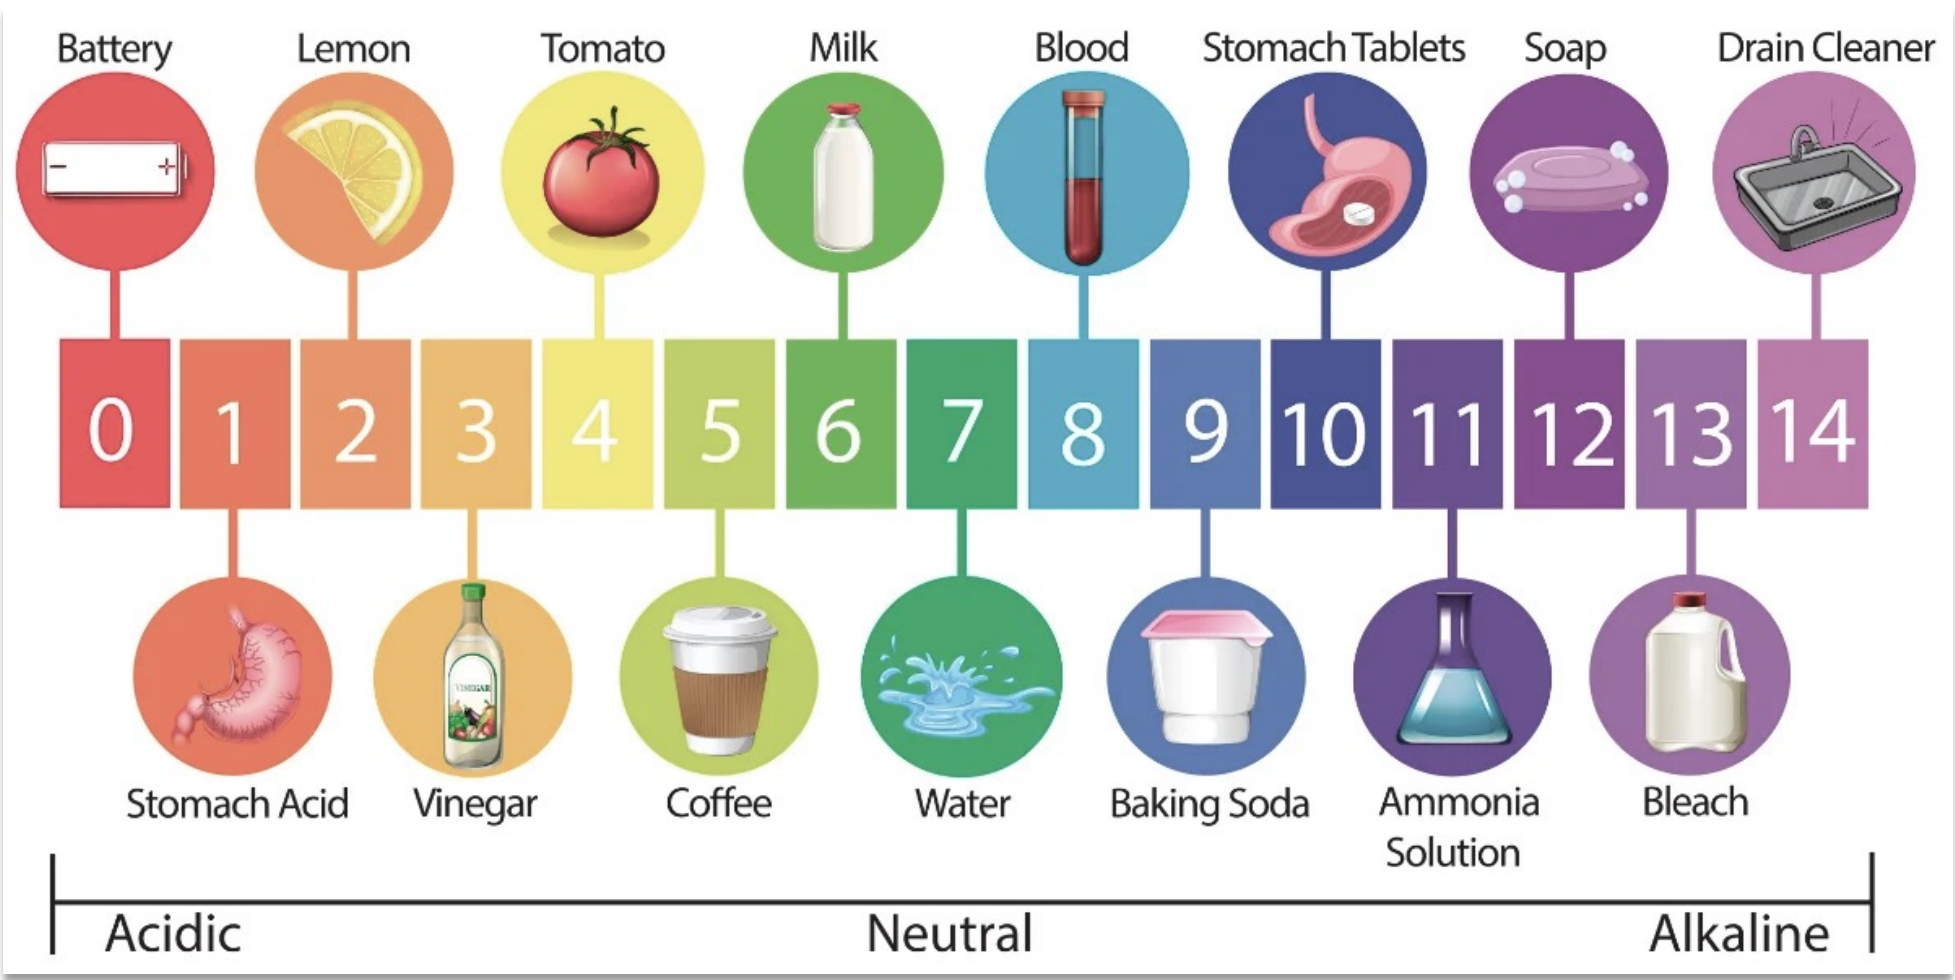 Battery Lemon Tomato Milk Blood Stomach Tablets Soap Drain Cleaner
- +
0 1 2 3 4 5 6 7 8 9 10 11 12 13 14
VINEGAR
Stomach Acid Vinegar Coffee Water Baking Soda Ammonia Solution Bleach
Acidic Neutral Alkaline